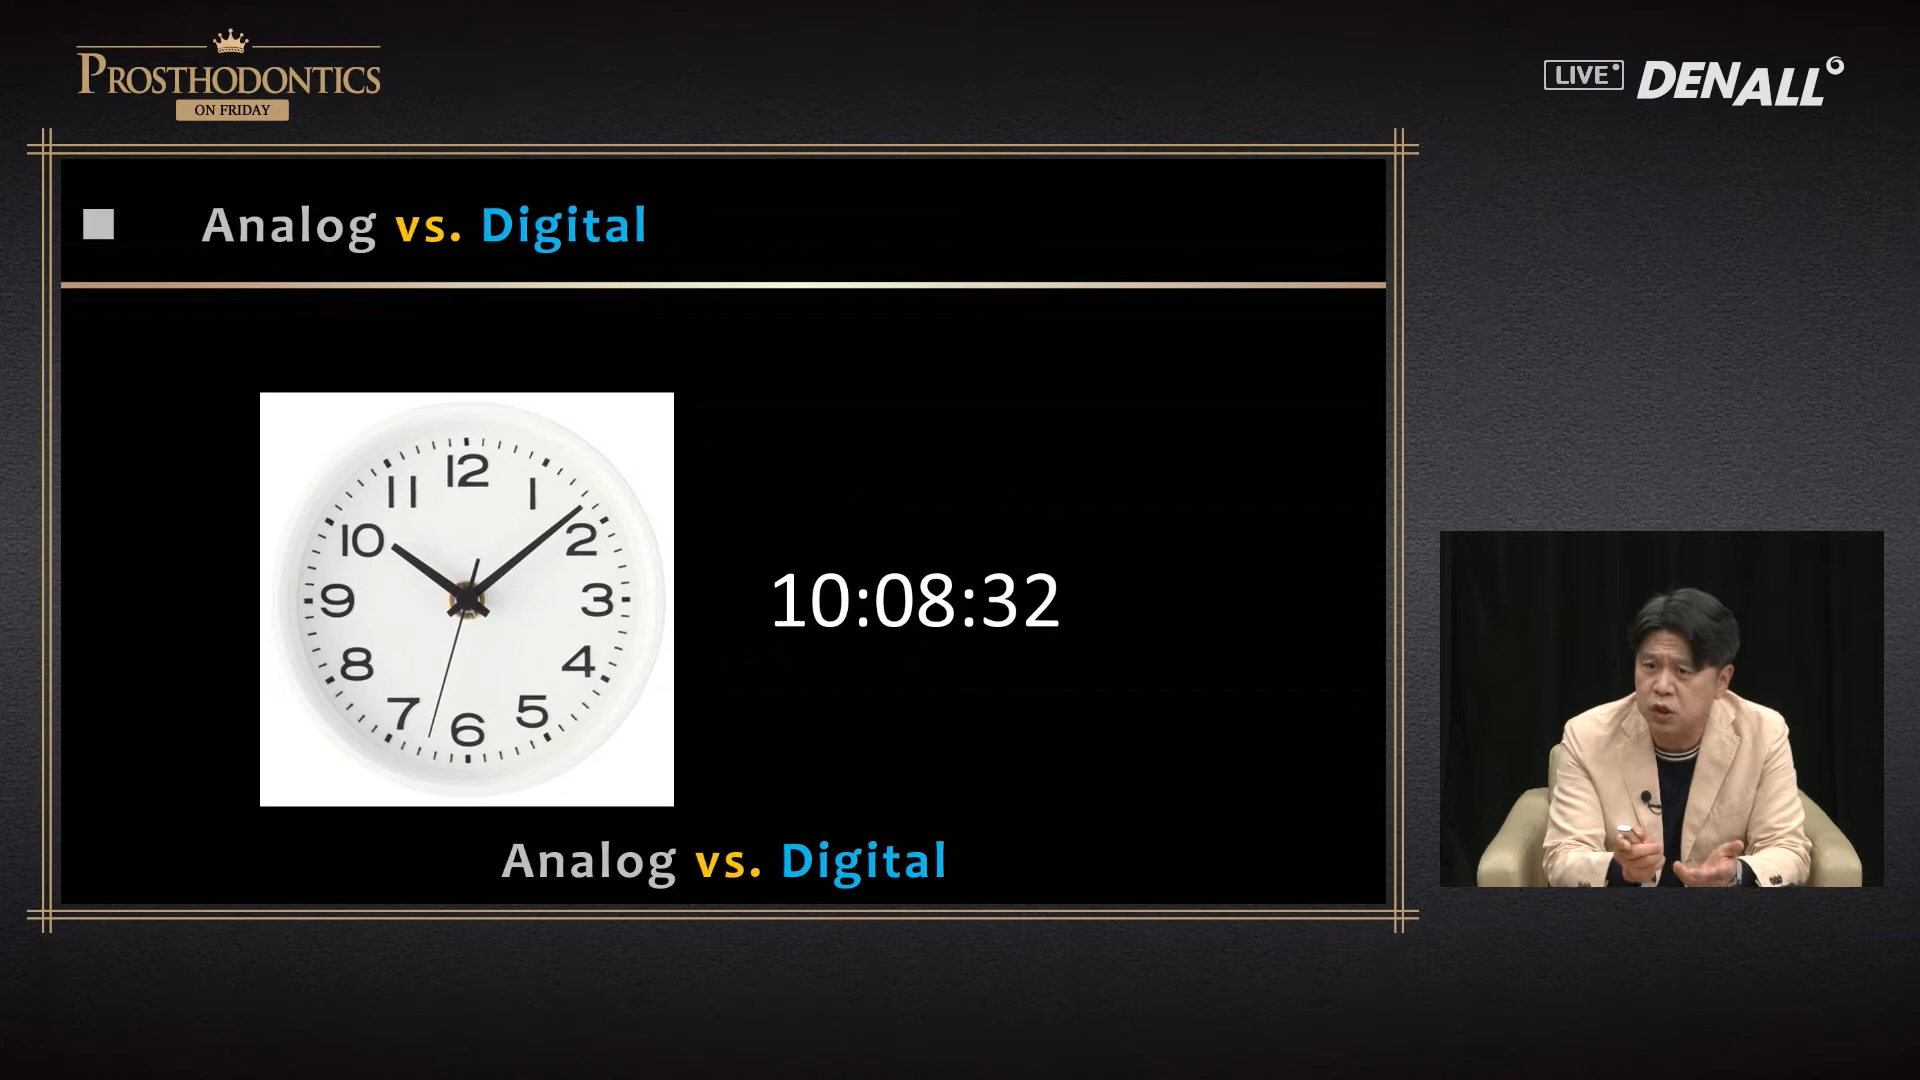 PROSTHODONTICS
ON FRIDAY
LIVE
DENALL
Analog vs. Digital
12
11
1
10
2
9
3
8
4
7
5
6
10:08:32
Analog vs. Digital